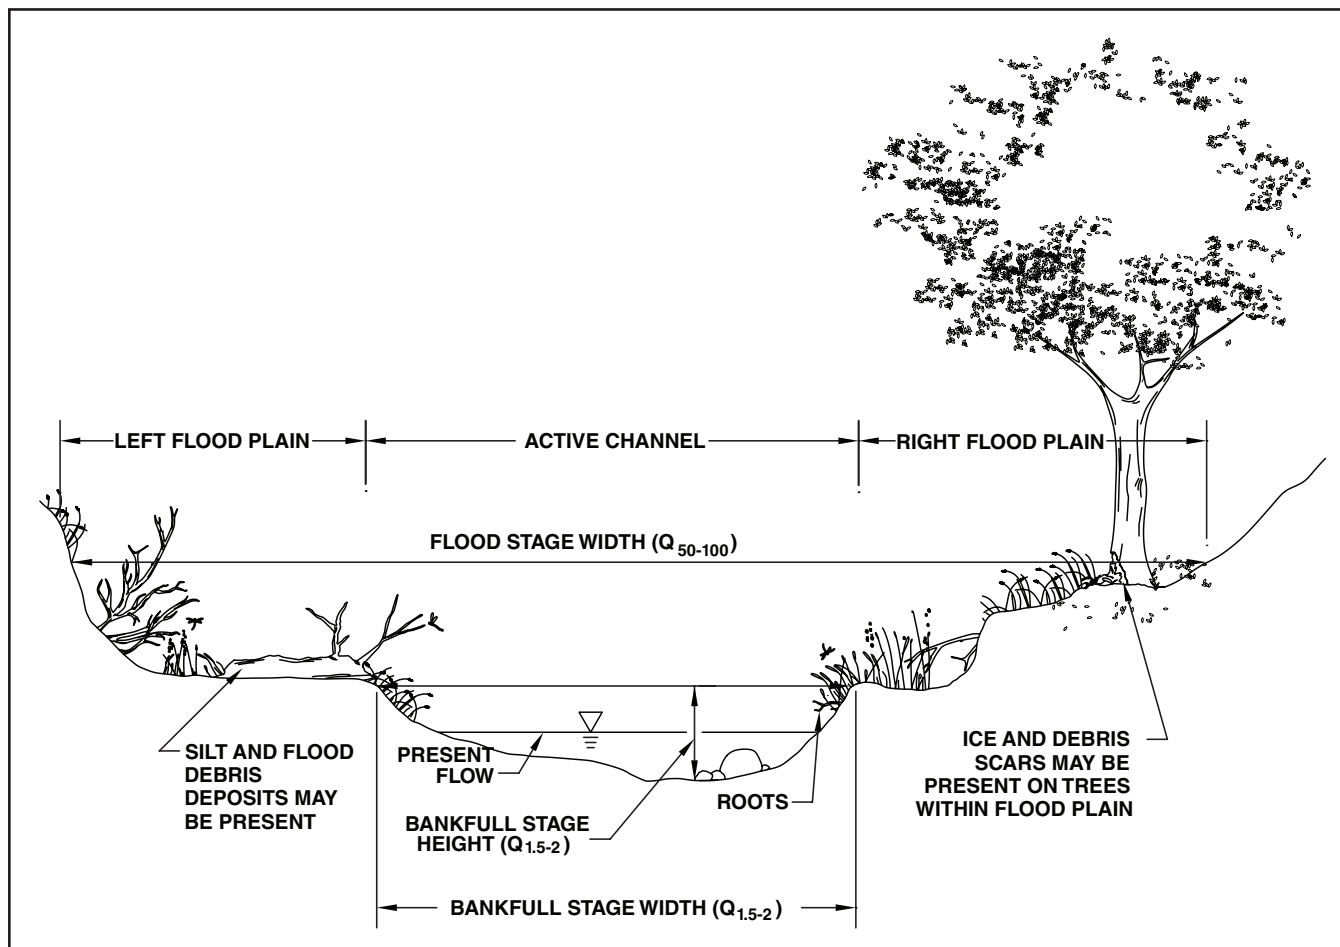 LEFT FLOOD PLAIN
ACTIVE CHANNEL
RIGHT FLOOD PLAIN
FLOOD STAGE WIDTH (Q50-100)
SILT AND FLOOD
DEBRIS
DEPOSITS MAY
BE PRESENT
PRESENT
FLOW
BANKFULL STAGE
HEIGHT (Q1.5-2)
ROOTS
ICE AND DEBRIS
SCARS MAY BE
PRESENT ON TREES
WITHIN FLOOD PLAIN
BANKFULL STAGE WIDTH (Q1.5-2)